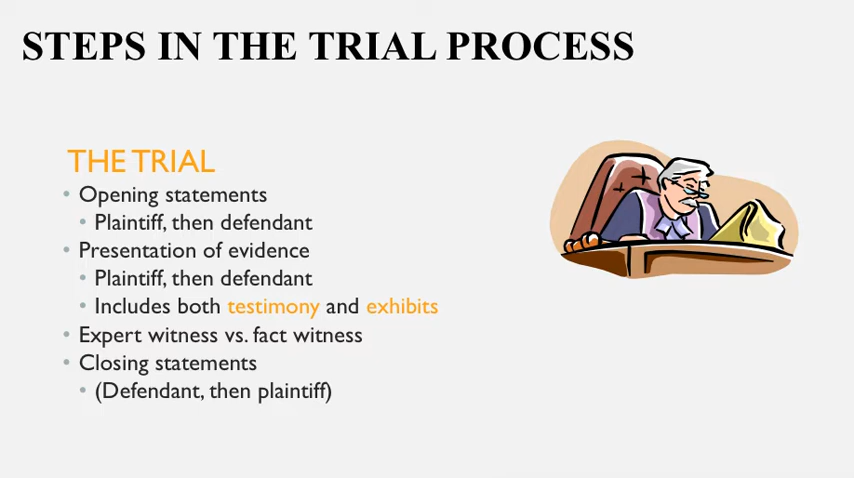 STEPS IN THE TRIAL PROCESS
THE TRIAL
• Opening statements
• Plaintiff, then defendant
• Presentation of evidence
• Plaintiff, then defendant
• Includes both testimony and exhibits
• Expert witness vs. fact witness
• Closing statements
• (Defendant, then plaintiff)